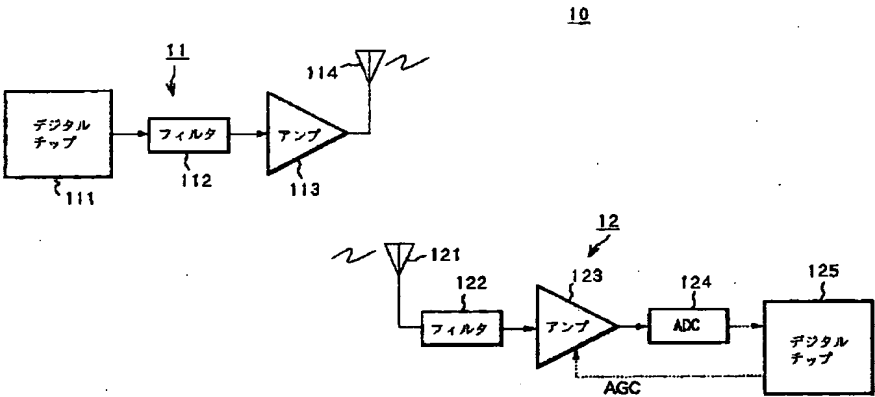 10
11
114
デジタル
チップ
フィルタ
アンプ
111
112
113
12
121
122
123
124
125
フィルタ
アンプ
ADC
デジタル
チップ
AGC